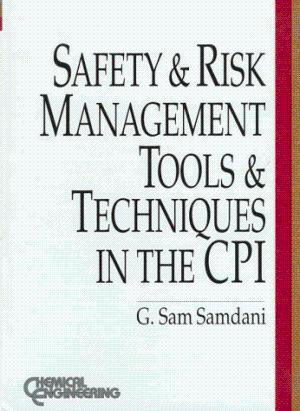 SAFETY & RISK
MANAGEMENT
TOOLS &
TECHNIQUES
IN THE CPI
G. Sam Samdani
CHEMICAL
ENGINEERING